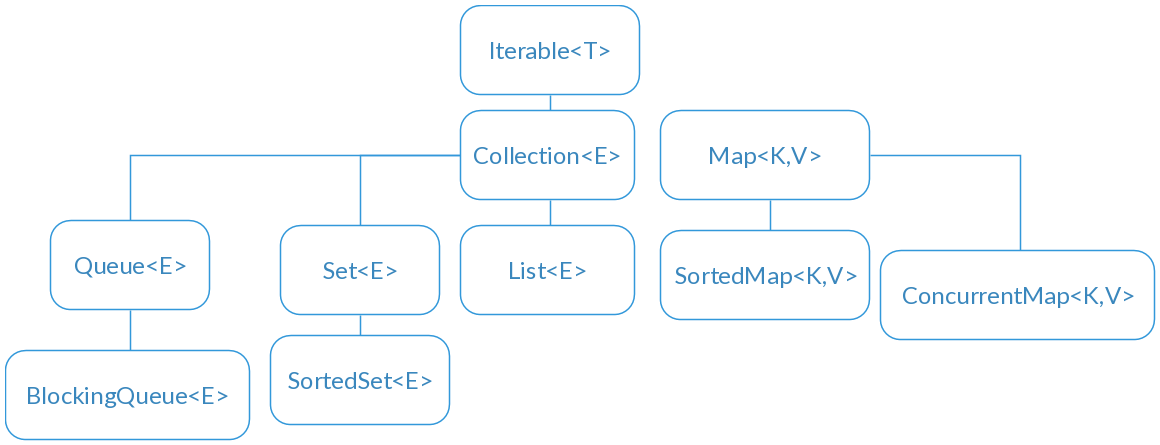 Iterable<T>
Collection<E>
Map<K,V>
Queue<E>
Set<E>
List<E>
SortedMap<K,V>
ConcurrentMap<K,V>
BlockingQueue<E>
SortedSet<E>